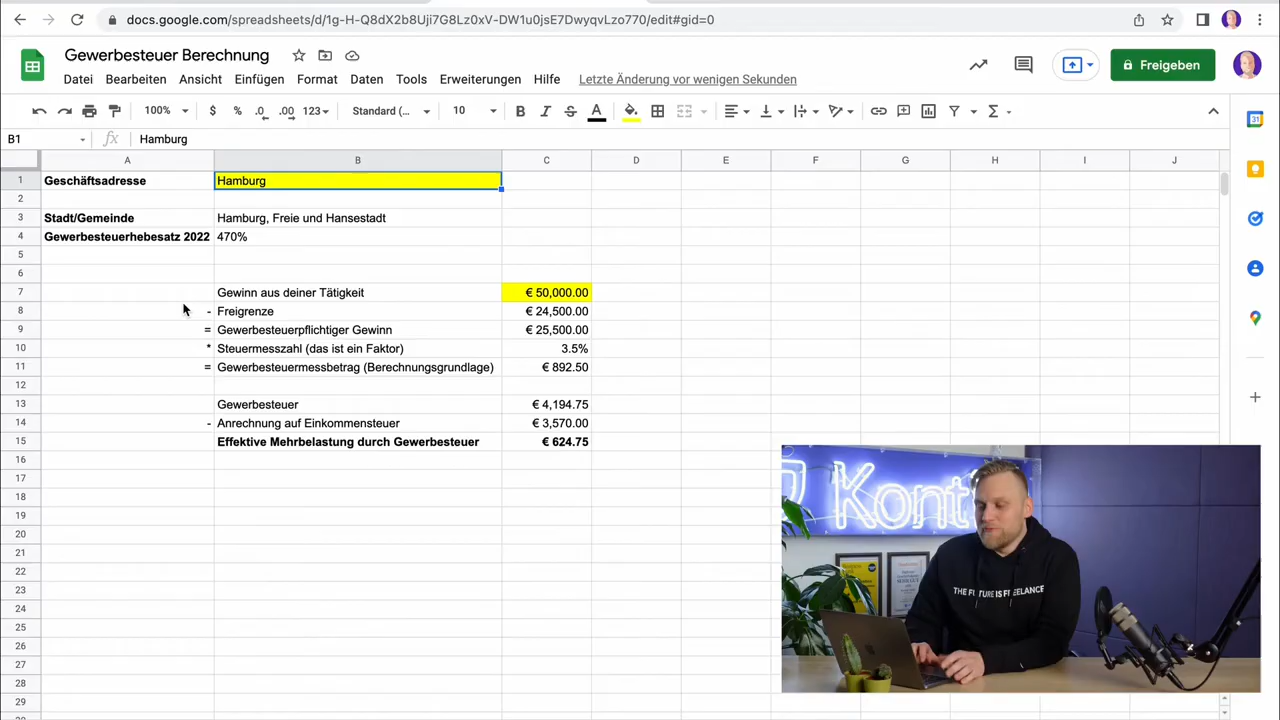 docs.google.com/spreadsheets/d/1g-H-Q8dX2b8Uji7G8Lz0xV-DW1u0jsE7DwyqvLzo770/edit#gid=0
Gewerbesteuer Berechnung
Datei Bearbeiten Ansicht Einfügen Format Daten Tools Erweiterungen Hilfe Letzte Änderung vor wenigen Sekunden
Freigeben
100% $ % .0 .00 123 Standard (... 10 B I S A
B1 fx Hamburg
A B C D E F G H I J
1 Geschäftsadresse Hamburg
2
3 Stadt/Gemeinde Hamburg, Freie und Hansestadt
4 Gewerbesteuerhebesatz 2022 470%
5
6
7 Gewinn aus deiner Tätigkeit € 50,000.00
8 - Freigrenze € 24,500.00
9 = Gewerbesteuerpflichtiger Gewinn € 25,500.00
10 * Steuermesszahl (das ist ein Faktor) 3.5%
11 = Gewerbesteuermessbetrag (Berechnungsgrundlage) € 892.50
12
13 Gewerbesteuer € 4,194.75
14 - Anrechnung auf Einkommensteuer € 3,570.00
15 Effektive Mehrbelastung durch Gewerbesteuer € 624.75
16
17
18
19
20
21
22
23
24
25
26
27
28
29
31
Kont
THE FUTURE IS FREELANCE